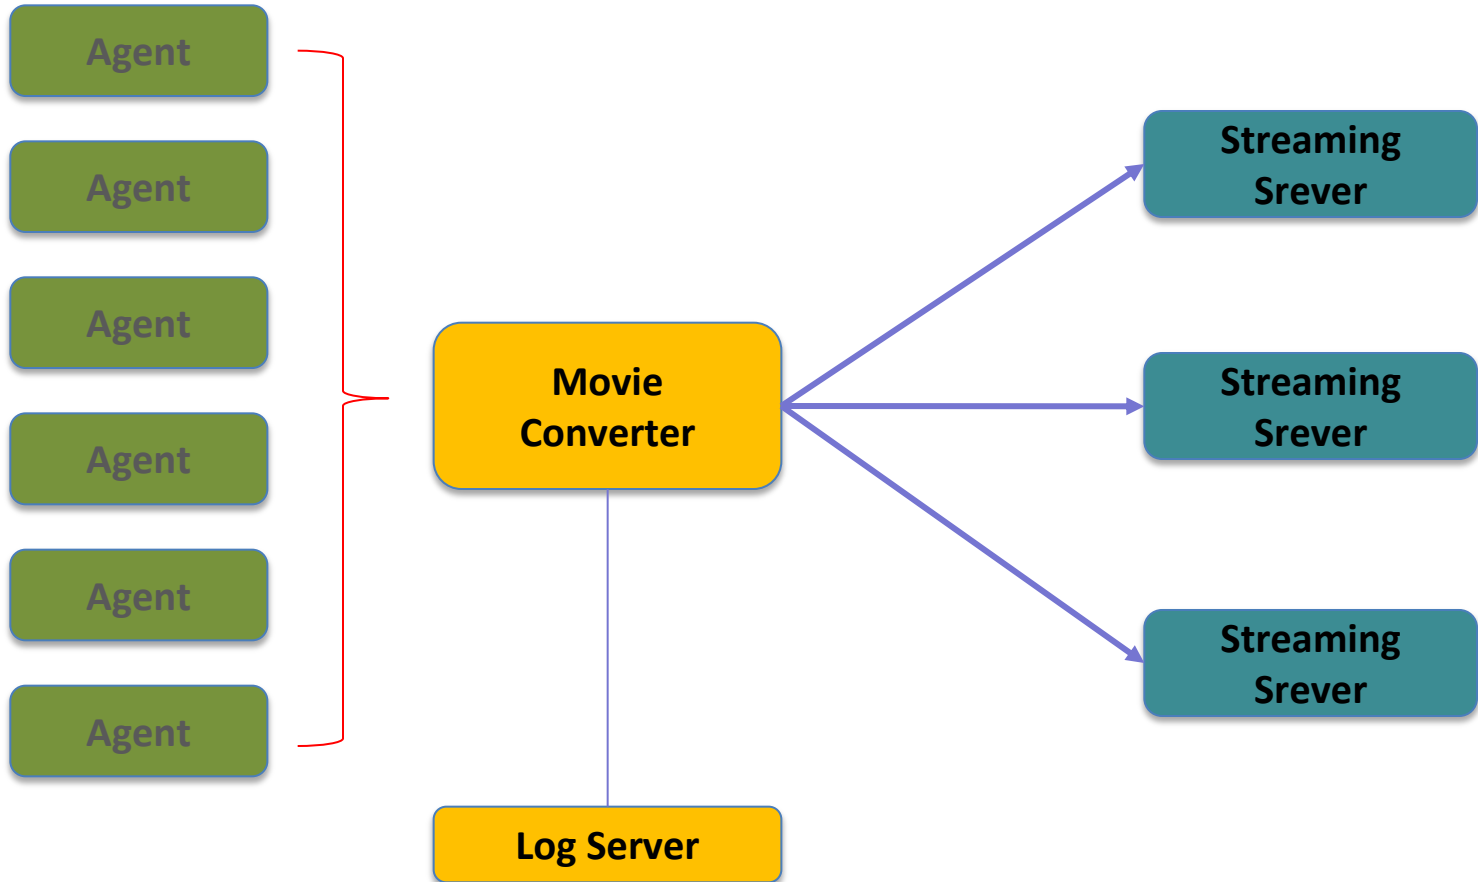 Agent
Agent
Agent
Agent
Agent
Agent
Movie
Converter
Log Server
Streaming
Srever
Streaming
Srever
Streaming
Srever